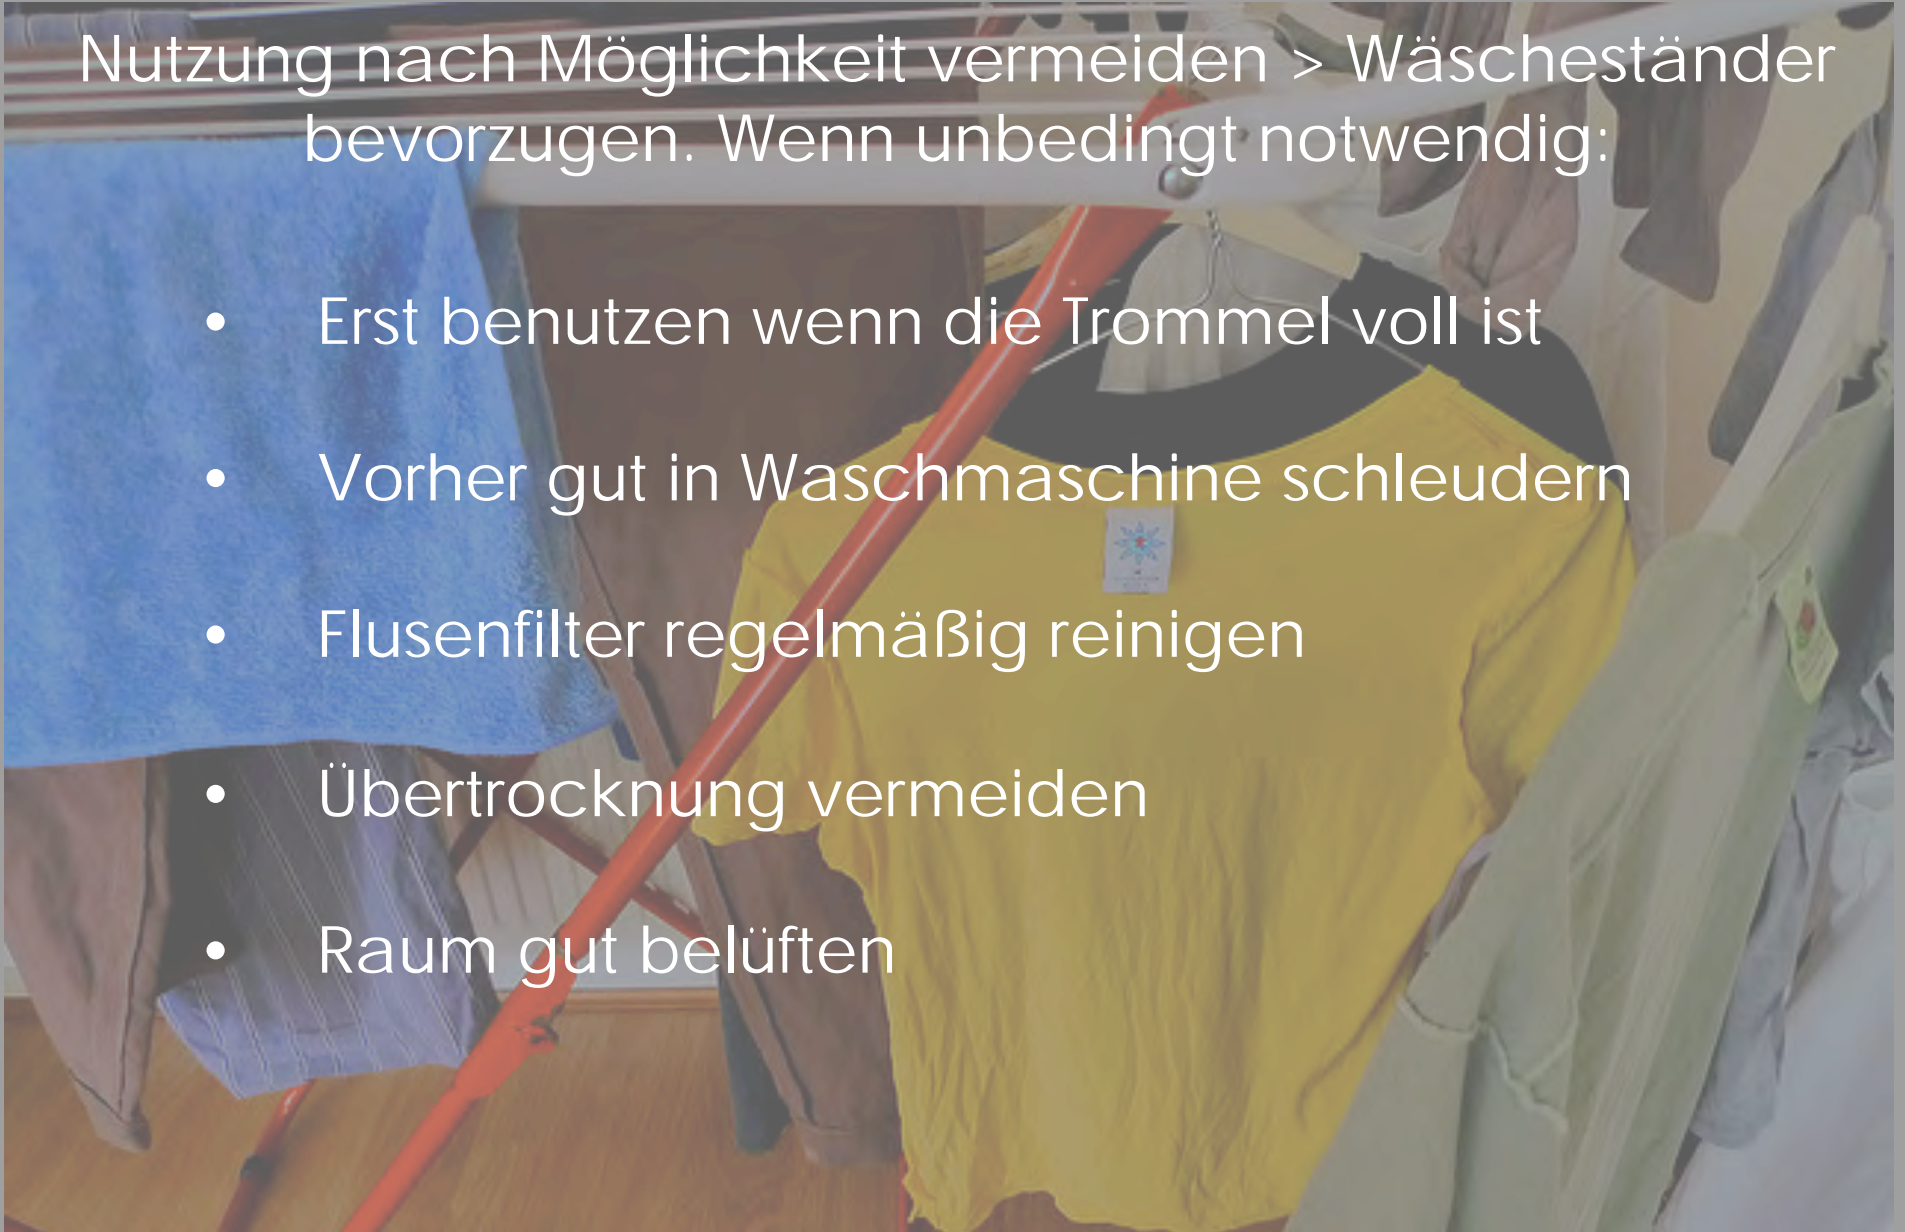 Nutzung nach Möglichkeit vermeiden > Wäscheständer
bevorzugen. Wenn unbedingt notwendig:
• Erst benutzen wenn die Trommel voll ist
• Vorher gut in Waschmaschine schleudern
• Flusenfilter regelmäßig reinigen
• Übertrocknung vermeiden
• Raum gut belüften